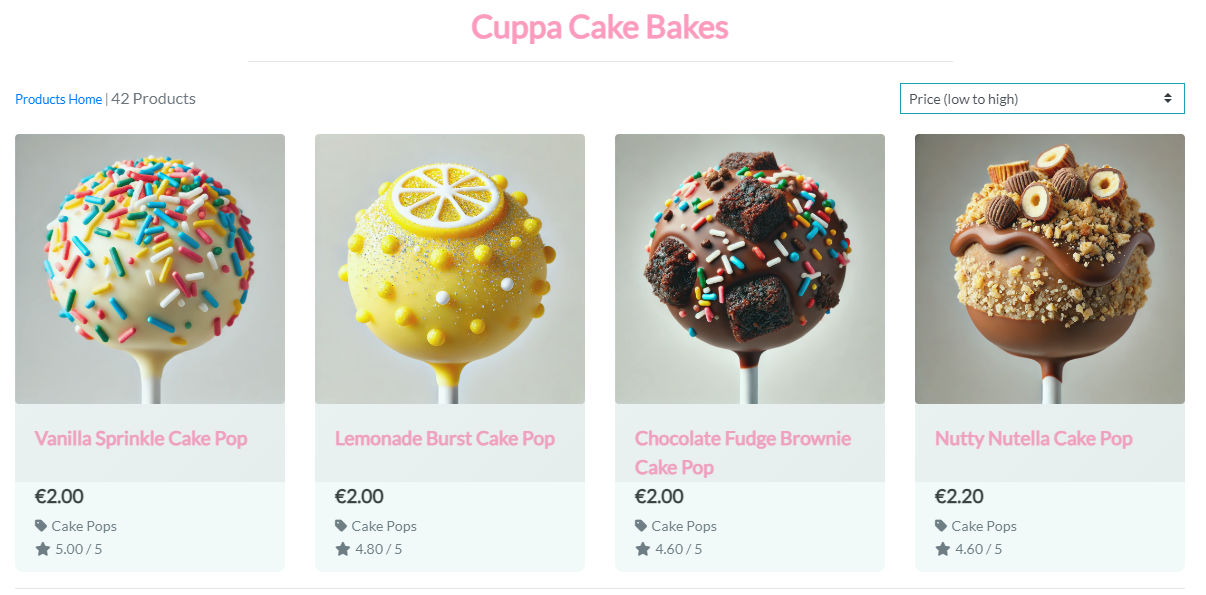 Cuppa Cake Bakes
Products Home | 42 Products
Price (low to high)
Vanilla Sprinkle Cake Pop
€2.00
Cake Pops
5.00 / 5
Lemonade Burst Cake Pop
€2.00
Cake Pops
4.80 / 5
Chocolate Fudge Brownie
Cake Pop
€2.00
Cake Pops
4.60 / 5
Nutty Nutella Cake Pop
€2.20
Cake Pops
4.60 / 5